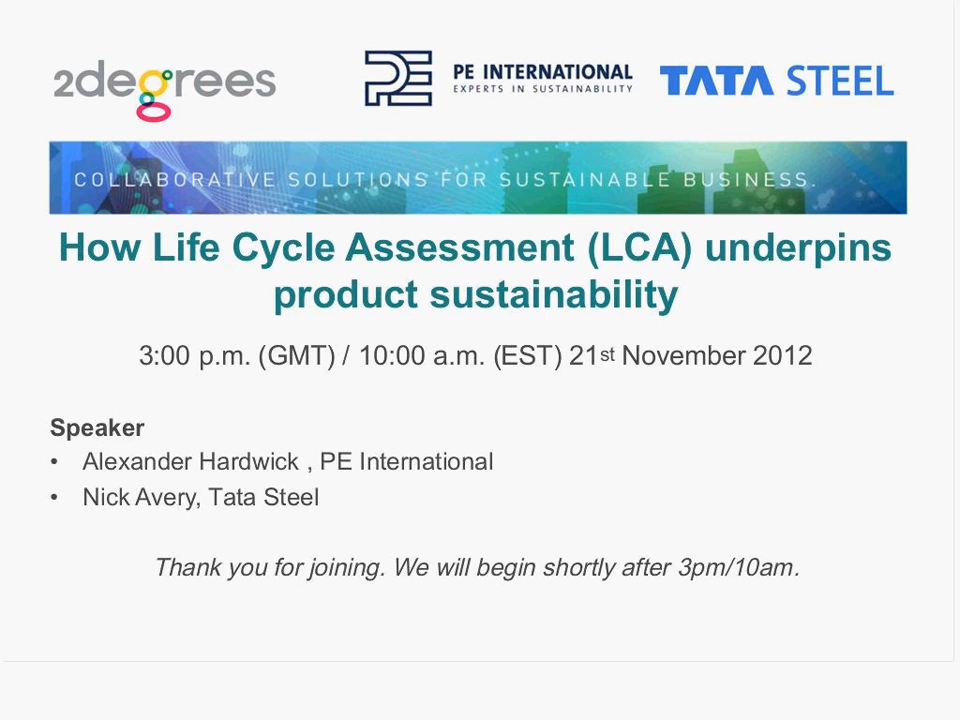 2degrees
PE INTERNATIONAL
EXPERTS IN SUSTAINABILITY
TATA STEEL
COLLABORATIVE SOLUTIONS FOR SUSTAINABLE BUSINESS.
How Life Cycle Assessment (LCA) underpins
product sustainability
3:00 p.m. (GMT) / 10:00 a.m. (EST) 21st November 2012
Speaker
• Alexander Hardwick , PE International
• Nick Avery, Tata Steel
Thank you for joining. We will begin shortly after 3pm/10am.